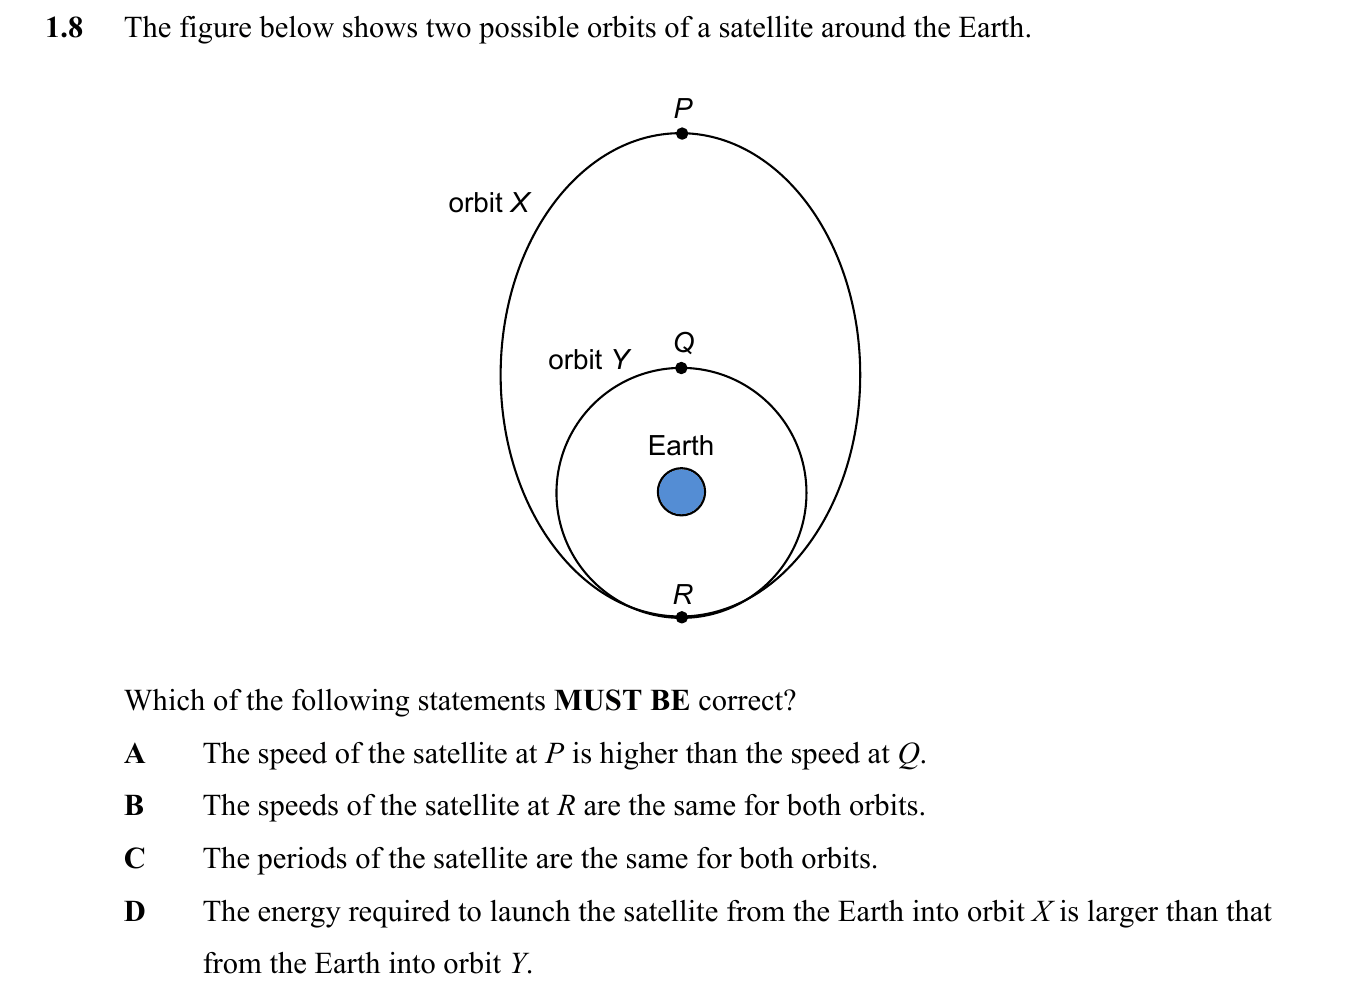 1.8 The figure below shows two possible orbits of a satellite around the Earth.
P
orbit X
Q
orbit Y
Earth
R
Which of the following statements MUST BE correct?
A The speed of the satellite at P is higher than the speed at Q.
B The speeds of the satellite at R are the same for both orbits.
C The periods of the satellite are the same for both orbits.
D The energy required to launch the satellite from the Earth into orbit X is larger than that
from the Earth into orbit Y.